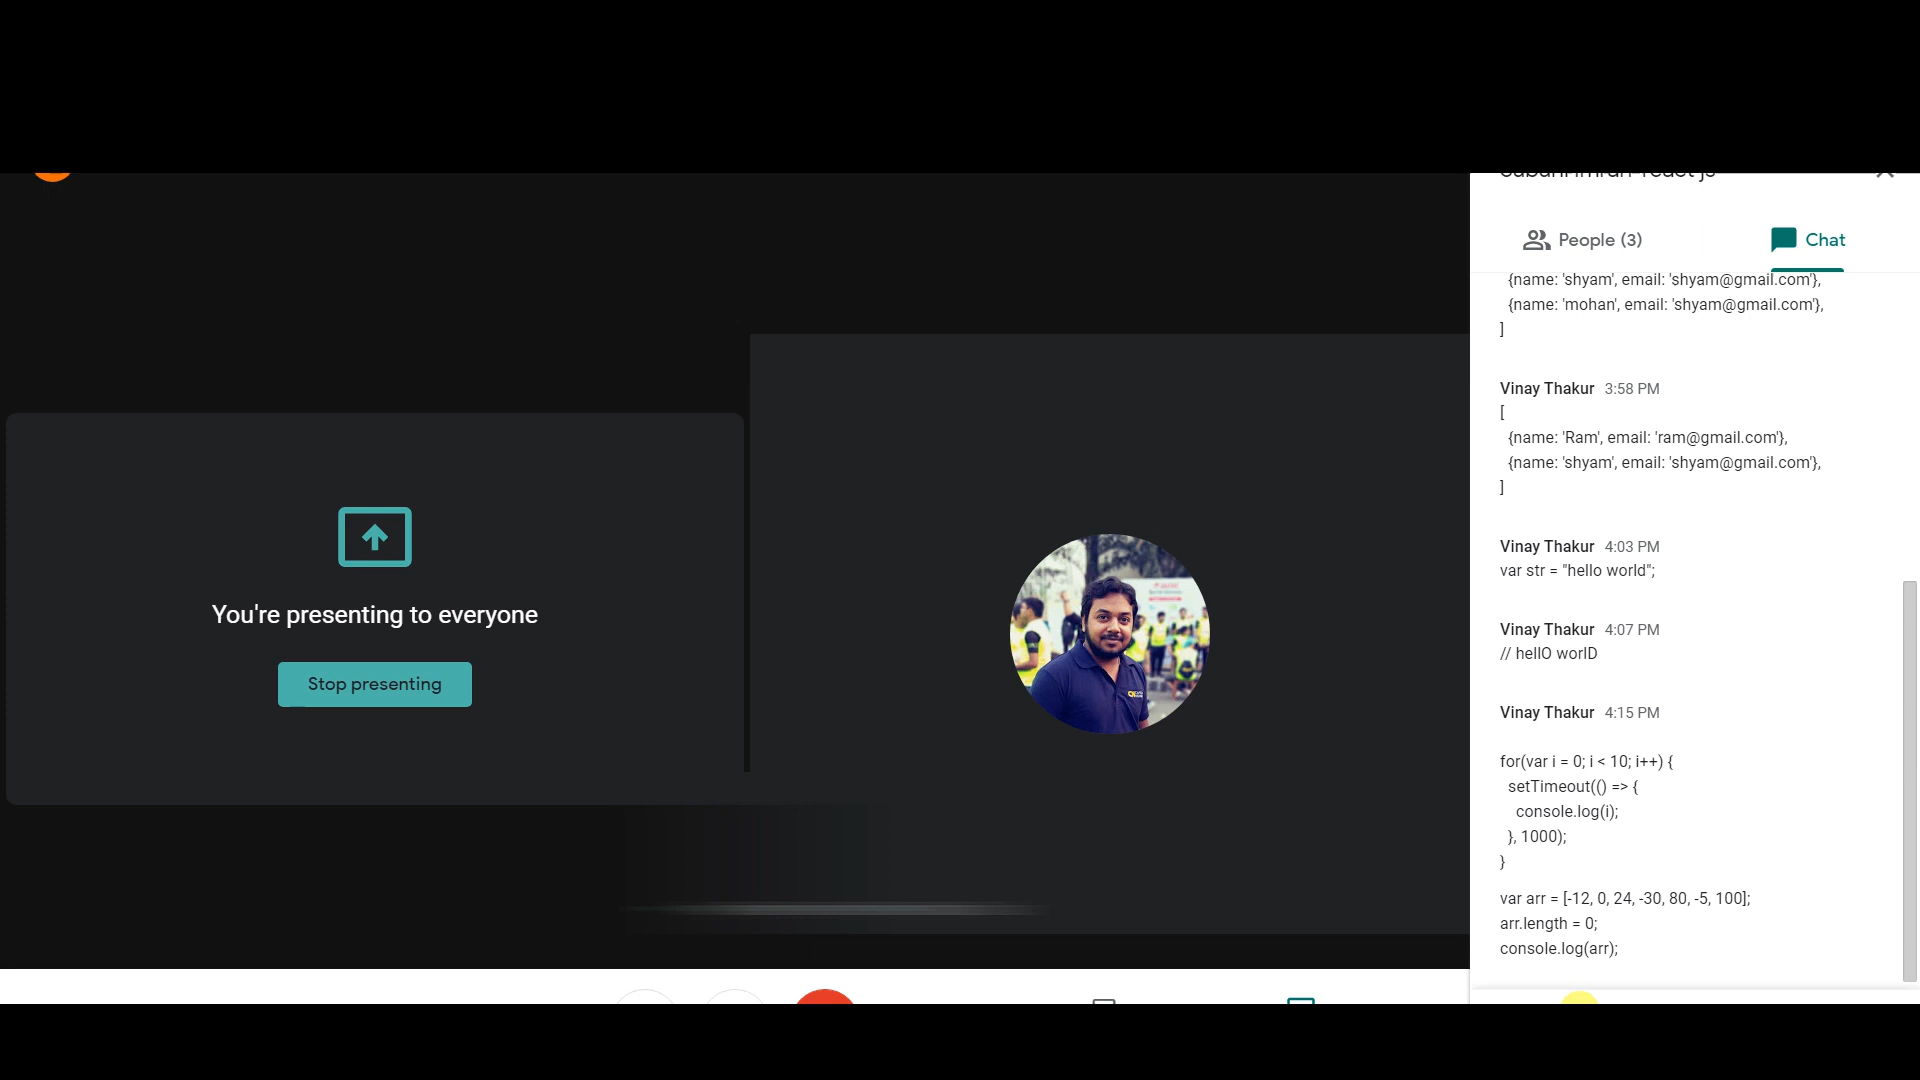 People (3)
Chat
{name: 'shyam', email: 'shyam@gmail.com'},
{name: 'mohan', email: 'shyam@gmail.com'},
]
Vinay Thakur 3:58 PM
[
{name: 'Ram', email: 'ram@gmail.com'},
{name: 'shyam', email: 'shyam@gmail.com'},
]
Vinay Thakur 4:03 PM
var str = "hello world";
Vinay Thakur 4:07 PM
// hellO worlD
Vinay Thakur 4:15 PM
for(var i = 0; i < 10; i++) {
setTimeout(() => {
console.log(i);
}, 1000);
}
var arr = [-12, 0, 24, -30, 80, -5, 100];
arr.length = 0;
console.log(arr);
You're presenting to everyone
Stop presenting